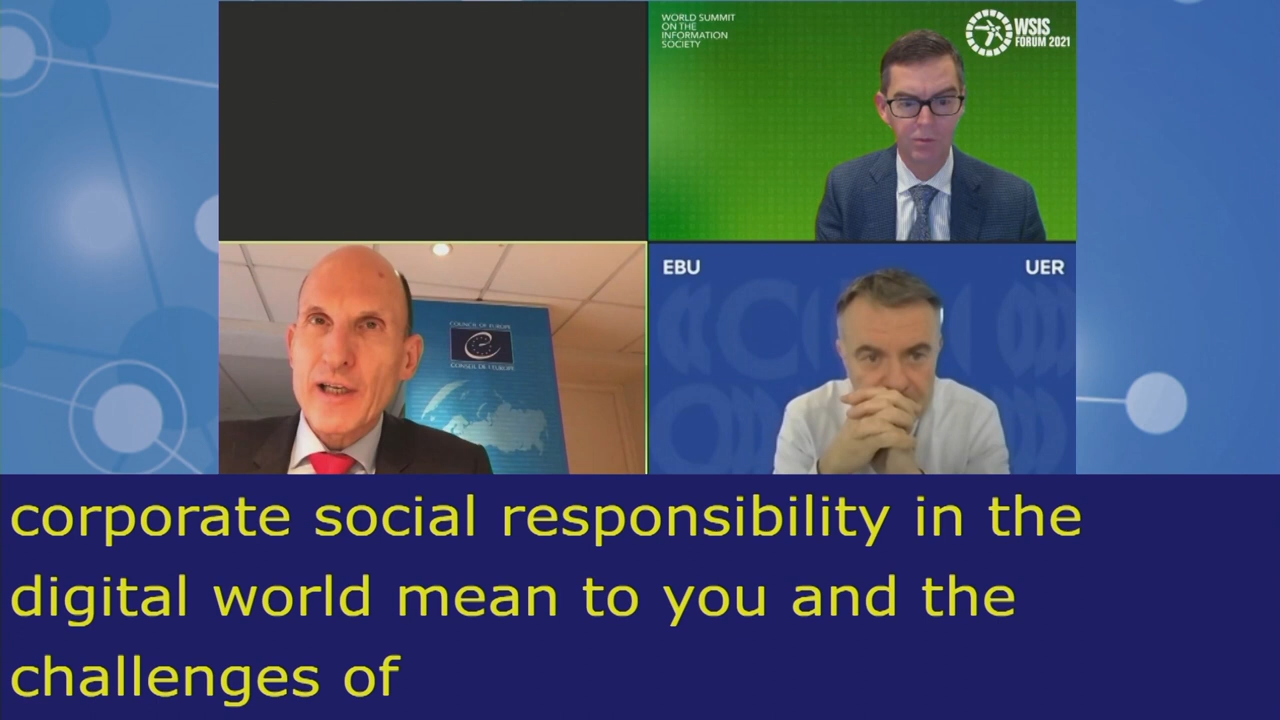 WORLD SUMMIT
ON THE
INFORMATION
SOCIETY
WSIS
FORUM 2021
COUNCIL OF EUROPE
CONSEIL DE L'EUROPE
EBU
UER
corporate social responsibility in the
digital world mean to you and the
challenges of